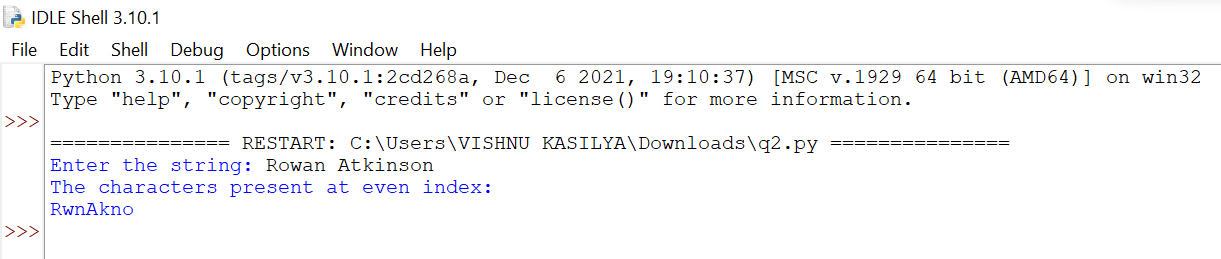 IDLE Shell 3.10.1
File Edit Shell Debug Options Window Help
Python 3.10.1 (tags/v3.10.1:2cd268a, Dec  6 2021, 19:10:37) [MSC v.1929 64 bit (AMD64)] on win32
Type "help", "copyright", "credits" or "license()" for more information.
>>>
=============== RESTART: C:\Users\VISHNU KASILYA\Downloads\q2.py ===============
Enter the string: Rowan Atkinson
The characters present at even index:
RwnAkno
>>>